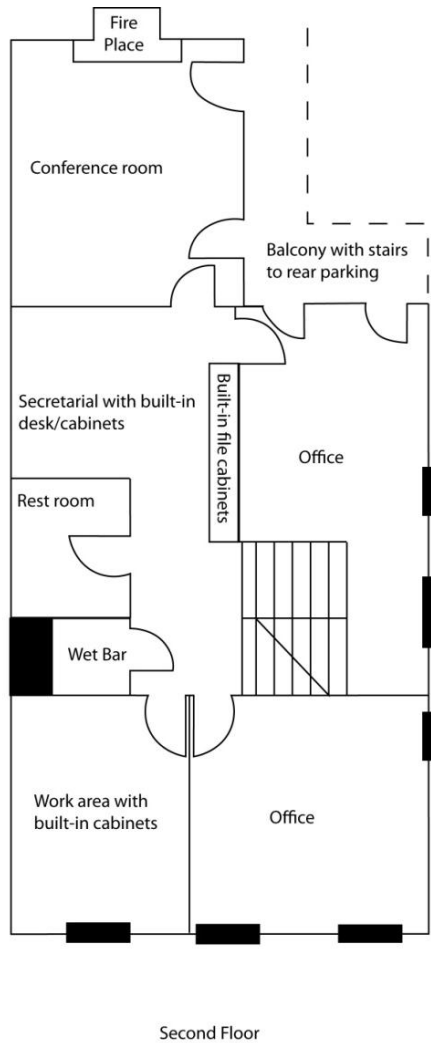 Fire
Place
Conference room
Balcony with stairs
to rear parking
Secretarial with built-in
desk/cabinets
Built-in file cabinets
Office
Rest room
Wet Bar
Work area with
built-in cabinets
Office
Second Floor